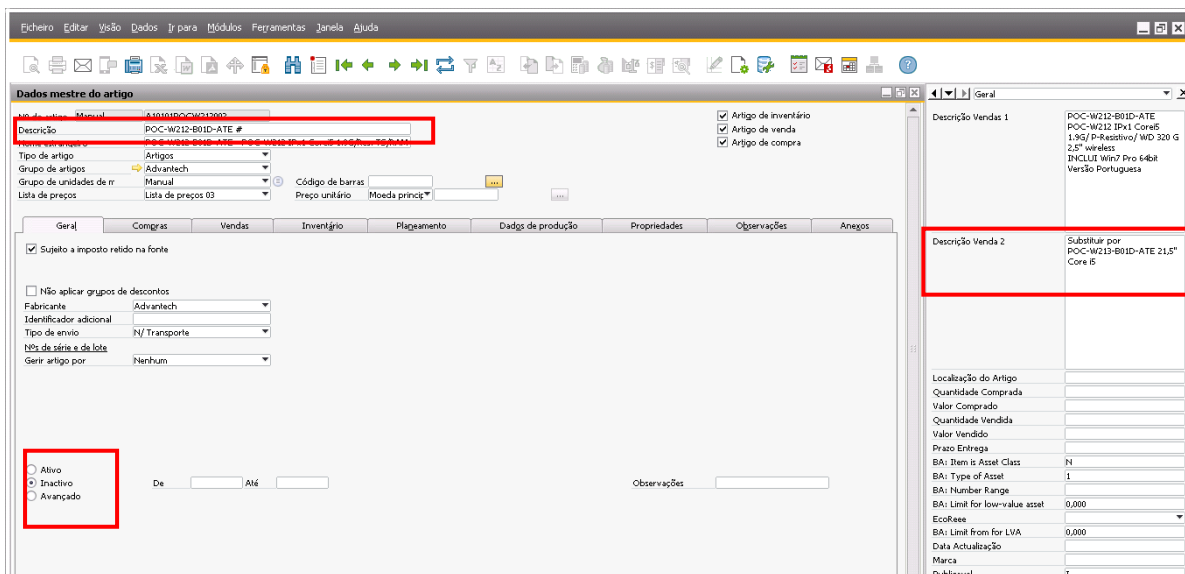 Ficheiro Editar Visão Dados Ir para Módulos Ferramentas Janela Ajuda
Dados mestre do artigo
Manual
Descrição POC-W212-B01D-ATE #
Tipo de artigo Artigos
Grupo de artigos Advantech
Grupo de unidades de m Manual Código de barras
Lista de preços Lista de preços 03 Preço unitário Moeda princip
Artigo de inventário
Artigo de venda
Artigo de compra
Geral Compras Vendas Inventário Planeamento Dados de produção Propriedades Observações Anexos
Sujeito a imposto retido na fonte
Não aplicar grupos de descontos
Fabricante Advantech
Identificador adicional
Tipo de envio N/ Transporte
Nºs de série e de lote
Gerir artigo por Nenhum
Ativo
Inactivo De Até Observações
Avançado
Geral
Descrição Vendas 1 POC-W212-B01D-ATE
POC-W212 IPx1 Corei5
1.9G/ P-Resistivo/ WD 320 G
2,5" wireless
INCLUI Win7 Pro 64bit
Versão Portuguesa
Descrição Venda 2 Substituir por
POC-W213-B01D-ATE 21,5"
Core i5
Localização do Artigo
Quantidade Comprada
Valor Comprado
Quantidade Vendida
Valor Vendido
Prazo Entrega
BA: Item is Asset Class N
BA: Type of Asset 1
BA: Number Range
BA: Limit for low-value asset 0,000
EcoReee
BA: Limit from for LVA 0,000
Data Actualização
Marca